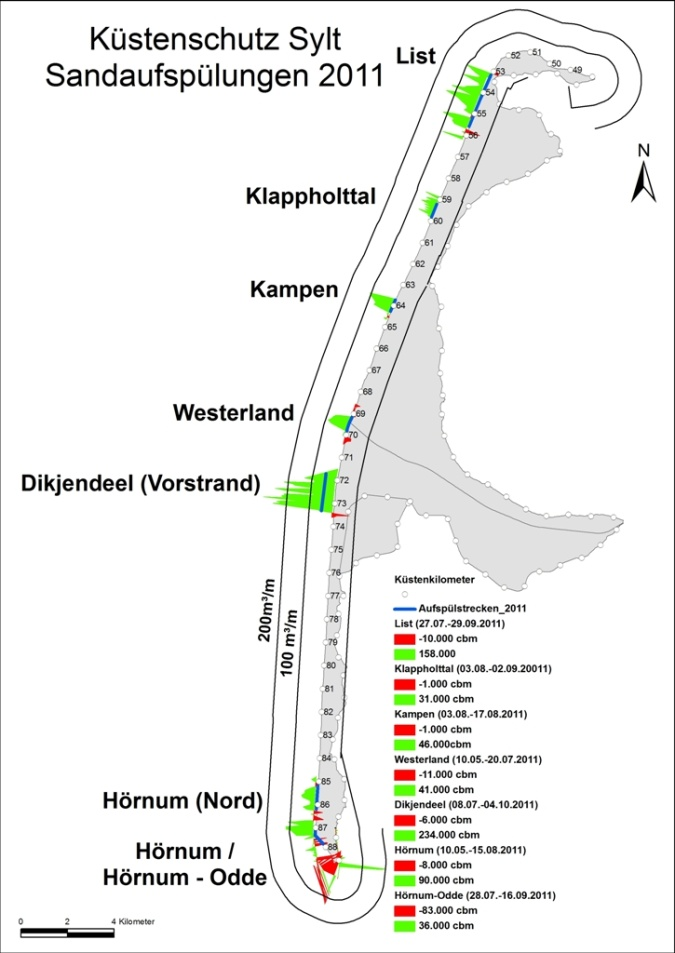 Küstenschutz Sylt
Sandaufspülungen 2011
List
52
51
50
49
53
54
55
56
57
58
N
Klappholttal
59
60
61
62
Kampen
63
64
65
66
67
68
Westerland
69
70
71
Dikjendeel (Vorstrand)
72
73
74
75
76
77
78
79
80
81
82
83
84
200m³/m
100 m³/m
Küstenkilometer
Aufspülstrecken_2011
List (27.07.-29.09.2011)
-10.000 cbm
158.000
Klappholttal (03.08.-02.09.20011)
-1.000 cbm
31.000 cbm
Kampen (03.08.-17.08.2011)
-1.000 cbm
46.000cbm
Westerland (10.05.-20.07.2011)
-11.000 cbm
41.000 cbm
Dikjendeel (08.07.-04.10.2011)
-6.000 cbm
234.000 cbm
Hörnum (10.05.-15.08.2011)
-8.000 cbm
90.000 cbm
Hörnum-Odde (28.07.-16.09.2011)
-83.000 cbm
36.000 cbm
85
Hörnum (Nord)
86
87
88
Hörnum /
Hörnum - Odde
0 2 4 Kilometer